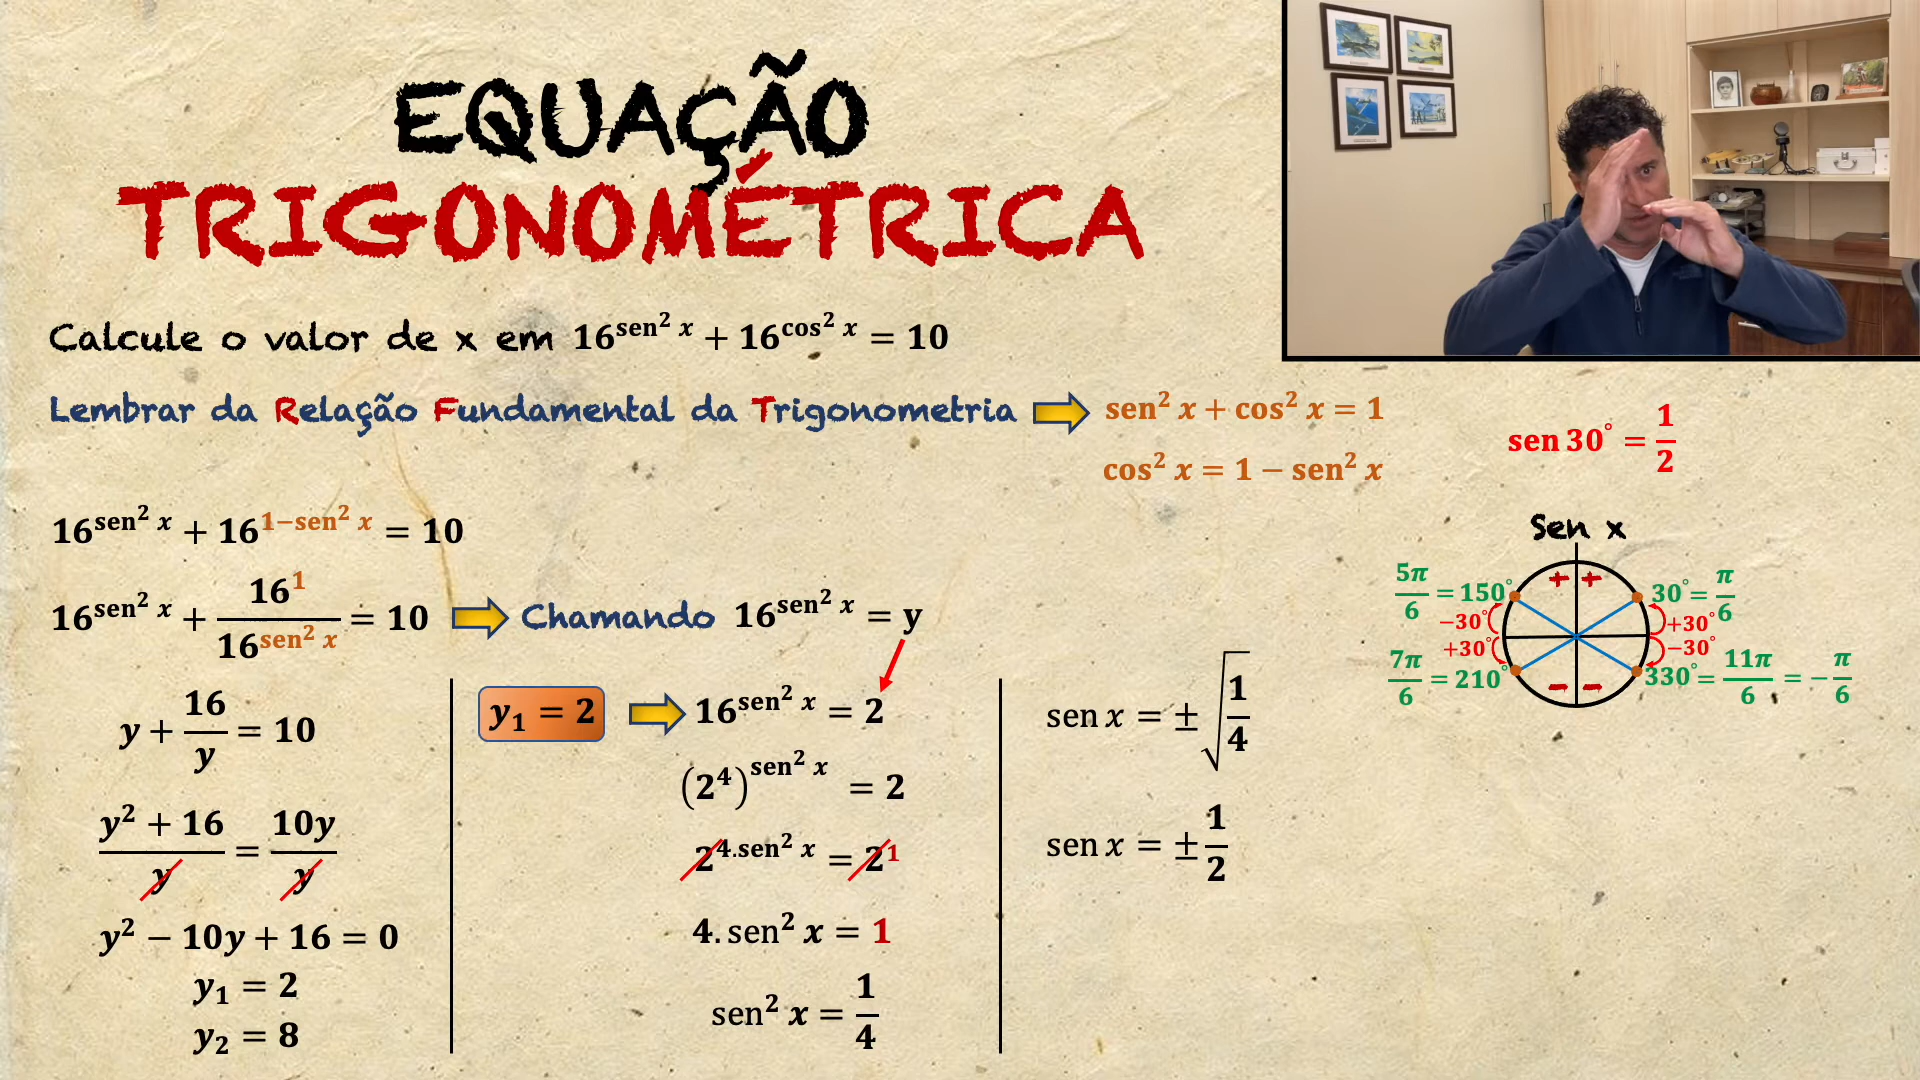 EQUAÇÃO
TRIGONOMÉTRICA
Calcule o valor de x em 16^(sen² x) + 16^(cos² x) = 10
Lembrar da Relação Fundamental da Trigonometria ⇨ sen² x + cos² x = 1
cos² x = 1 − sen² x
sen 30° = 1/2
16^(sen² x) + 16^(1−sen² x) = 10
16^(sen² x) + 16^1/16^(sen² x) = 10 ⇨ Chamando 16^(sen² x) = y
y + 16/y = 10
(y² + 16)/y = 10y/y
y² − 10y + 16 = 0
y₁ = 2
y₂ = 8
y₁ = 2 ⇨ 16^(sen² x) = 2
(2⁴)^(sen² x) = 2
2^(4.sen² x) = 2¹
4. sen² x = 1
sen² x = 1/4
sen x = ± √(1/4)
sen x = ± 1/2
Sen x
+ +
5π/6 = 150°
30° = π/6
−30°
+30°
+30°
−30°
7π/6 = 210°
330° = 11π/6 = −π/6
− −